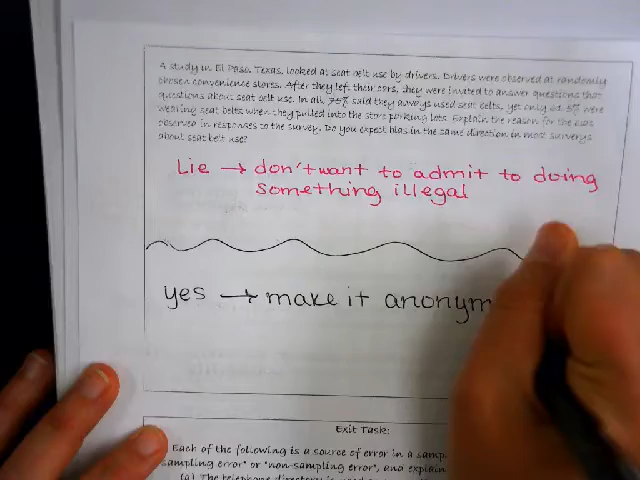 A study in El Paso, Texas, looked at seat belt use by drivers. Drivers were observed at randomly
chosen convenience stores. After they left their cars, they were invited to answer questions that
questions about seat belt use. In all, 75% said they always used seat belts, yet only 61.5% were
wearing seat belts when they pulled into the store parking lots. Explain the reason for the bias
observed in responses to the survey. Do you expect bias in the same direction in most surveys
about seat belt use?
Lie → don't want to admit to doing
something illegal
yes → make it anonym
Exit Task:
Each of the following is a source of error in a samp
sampling error" or "non-sampling error", and explain
(a) The telephone directory is